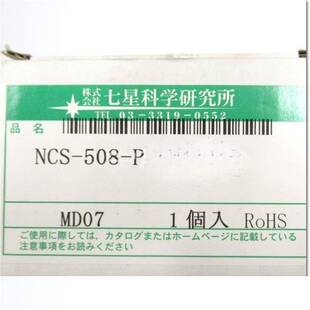 株式会社 七星科学研究所
TEL 03-3319-0552
品名
NCS-508-P
MD07 1個入 RoHS
ご使用に際しては、カタログまたはホームページに記載している
注意事項をお読みください